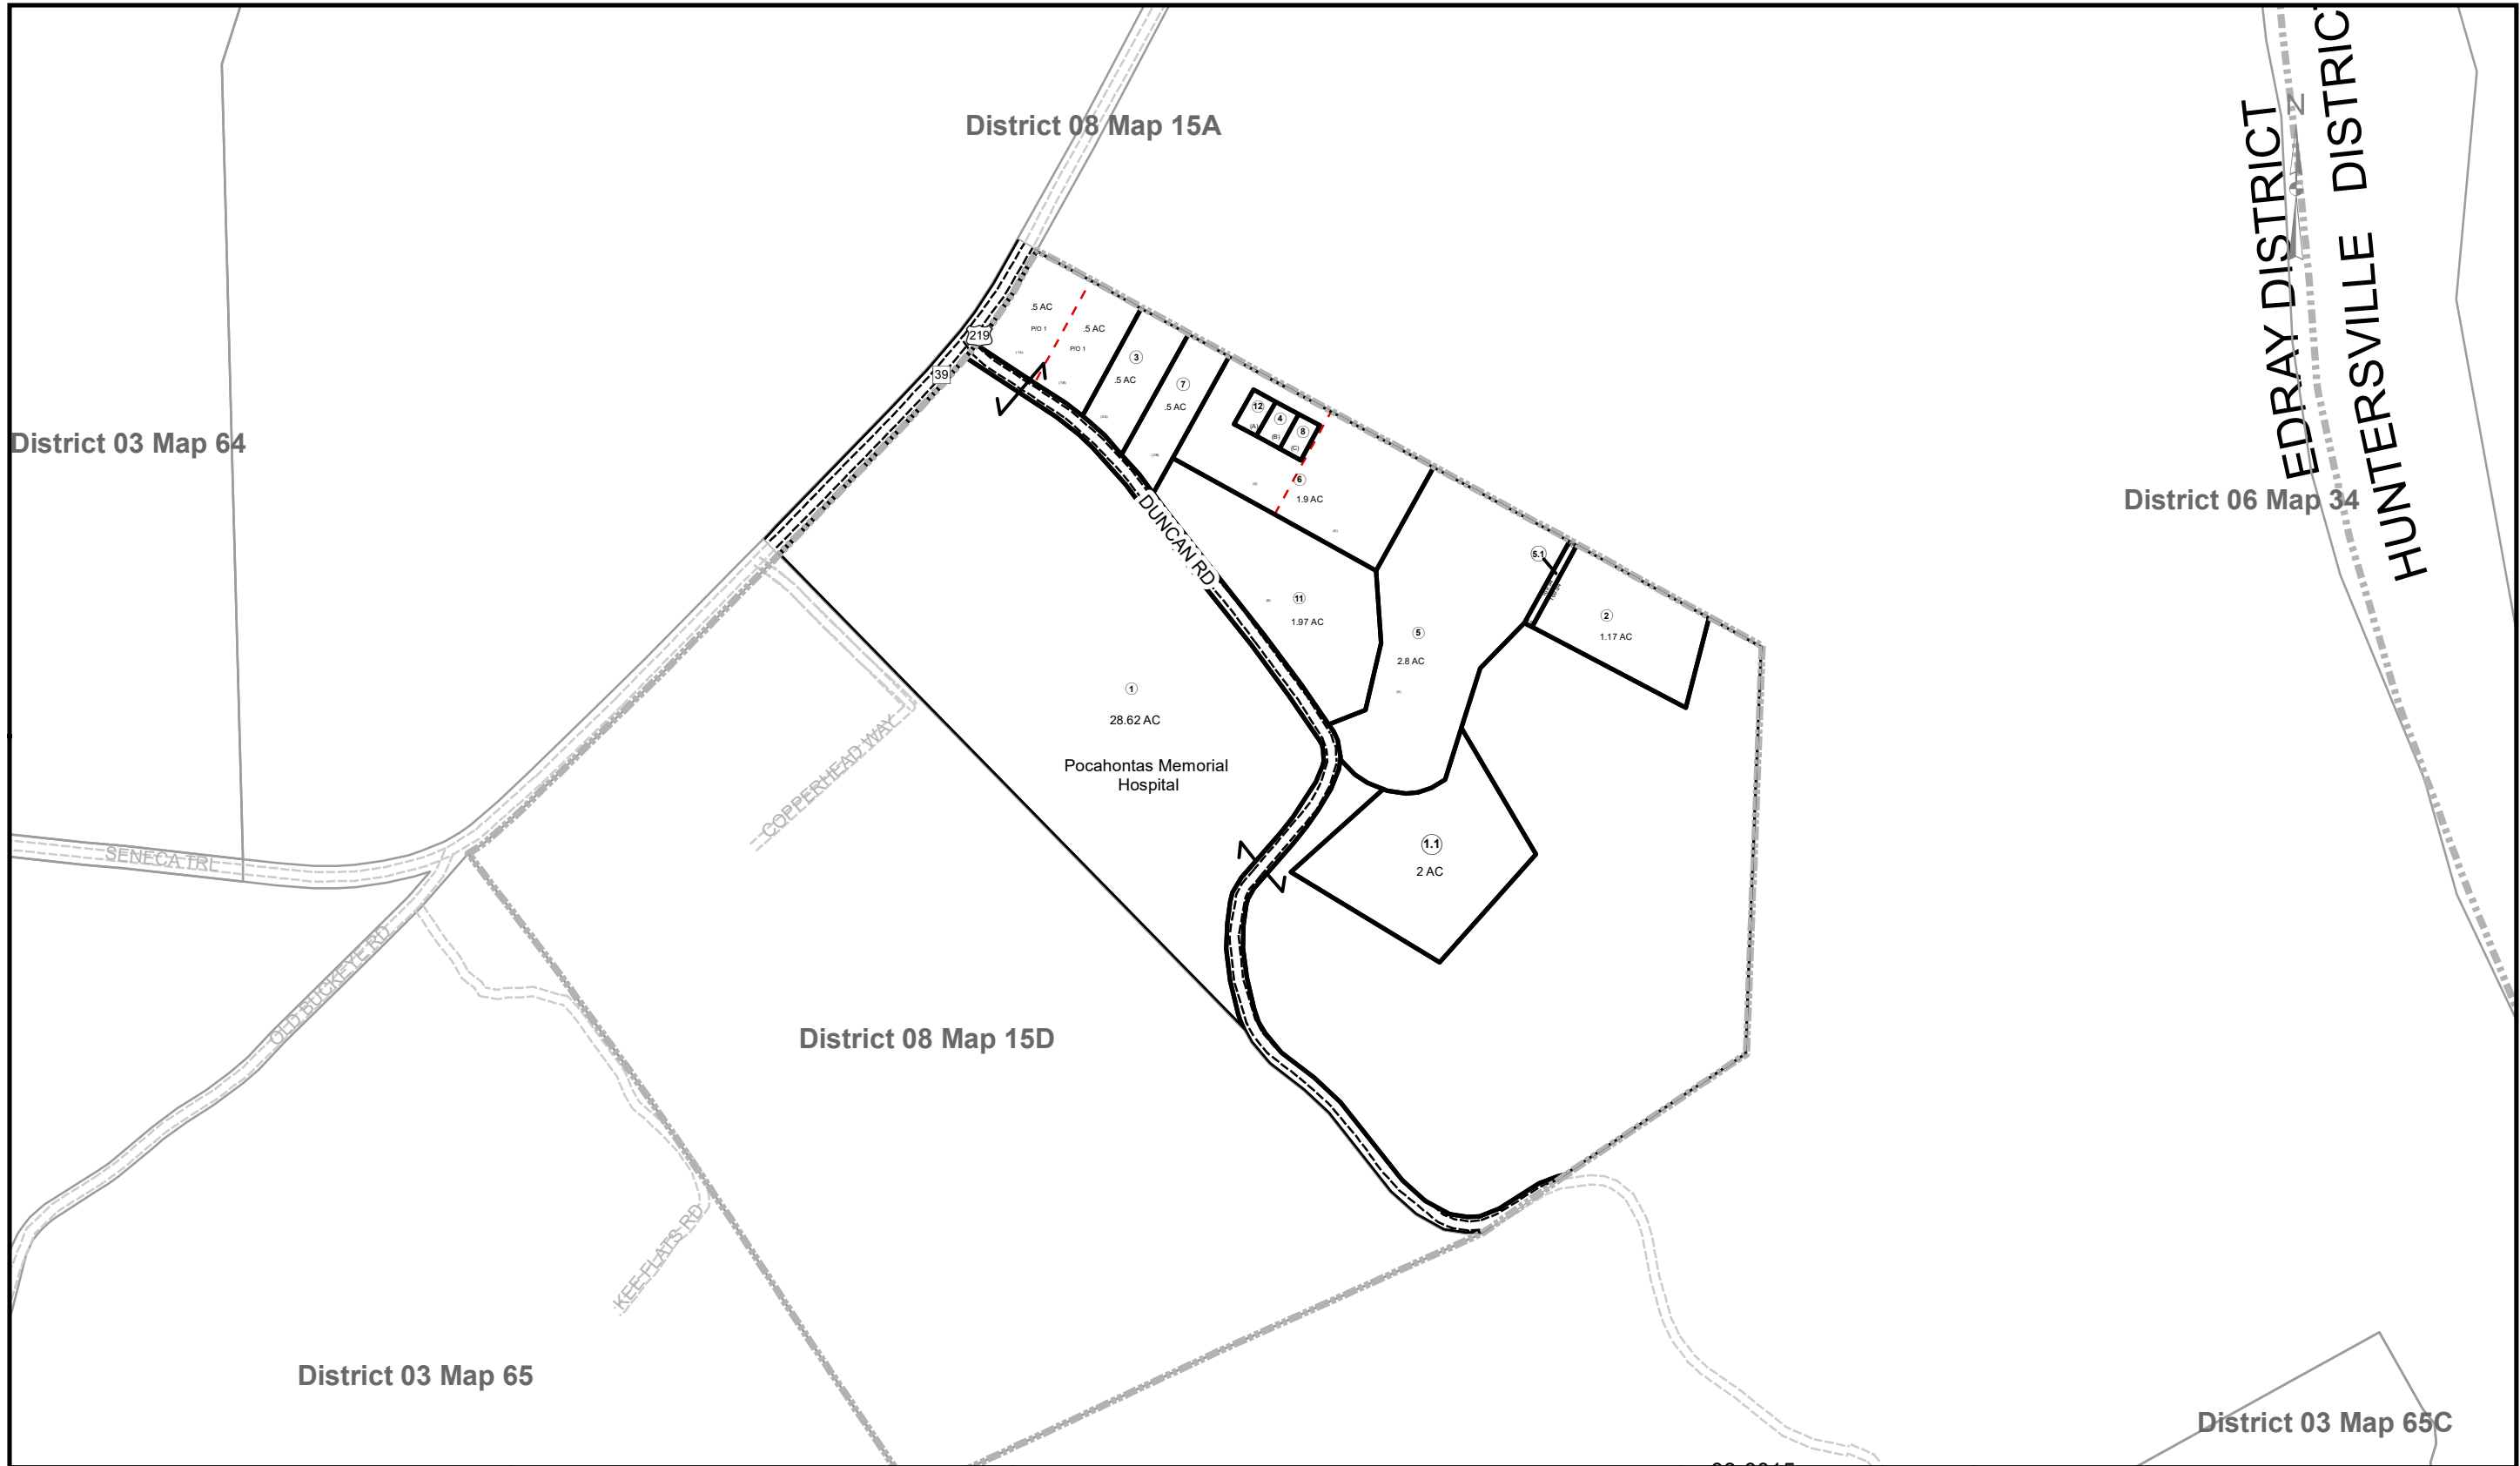 District 08 Map 15A
EDRAY DISTRICT
HUNTERSVILLE DISTRICT
N
.5 AC
P/O 1
.5 AC
P/O 1
219
39
3
.5 AC
7
.5 AC
12
(A)
4
(B)
8
(C)
District 03 Map 64
6
1.9 AC
District 06 Map 34
DUNCAN RD
5.1
11
1.97 AC
2
1.17 AC
5
2.8 AC
1
28.62 AC
Pocahontas Memorial
Hospital
COPPERHEAD WAY
1.1
2 AC
SENECA TRL
OLD BUCKEYE RD
District 08 Map 15D
KEE FLATS RD
District 03 Map 65
District 03 Map 65C